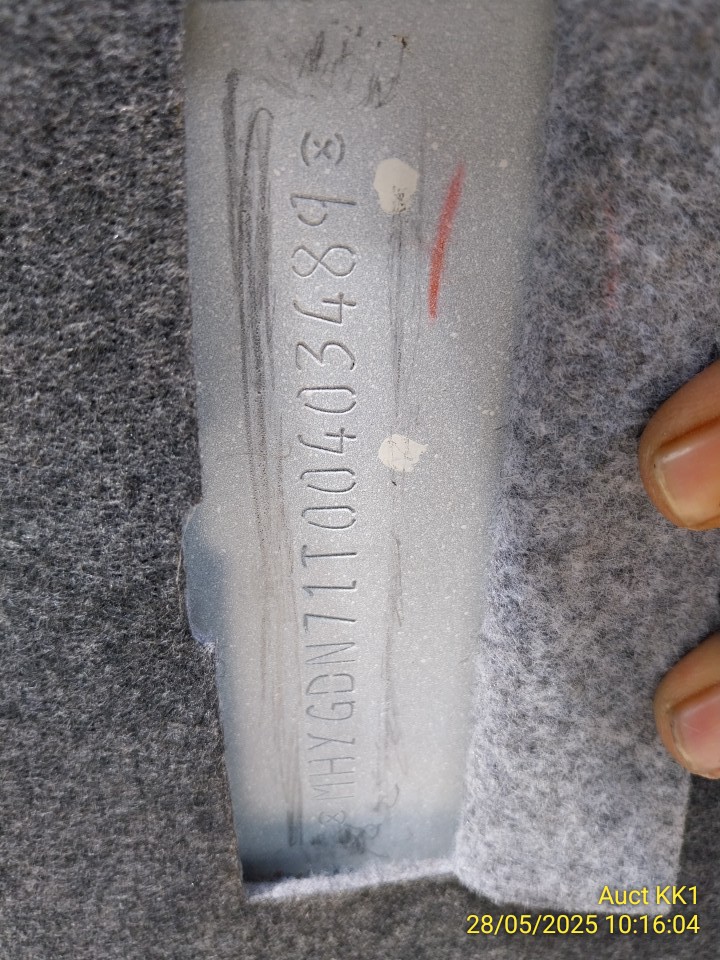 MHYGDN71T00403489 (x)
Auct KK1
28/05/2025 10:16:04